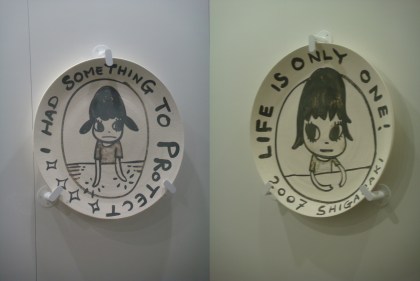 I HAD SOMETHING TO PROTECT
LIFE IS ONLY ONE!
2007 SHIGARAKI